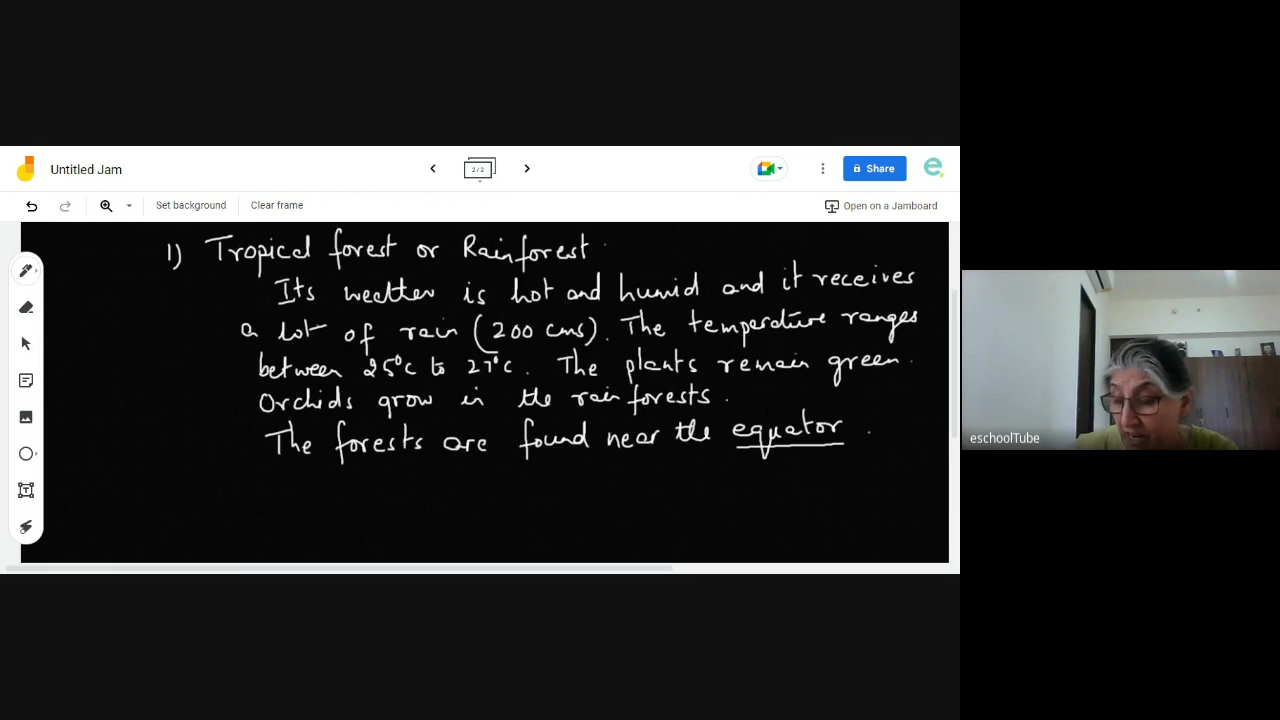 Untitled Jam
2 / 2
Share
Set background
Clear frame
Open on a Jamboard
1) Tropical forest or Rainforest.
Its weather is hot and humid and it receives
a lot of rain (200 cms). The temperature ranges
between 25°c to 27°c. The plants remain green.
Orchids grow in the rain forests.
The forests are found near the equator.
eschoolTube